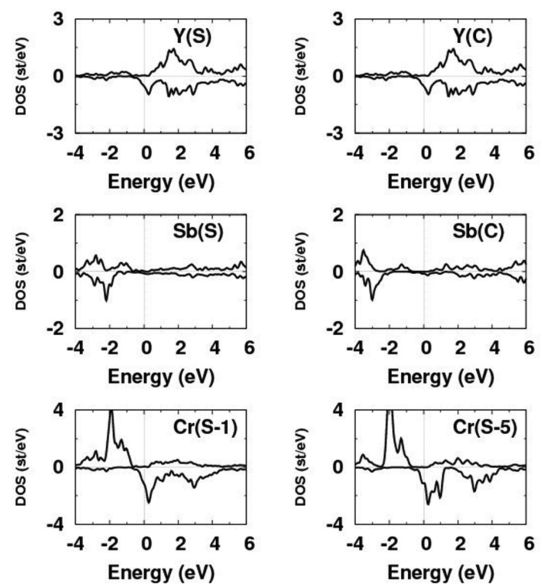 3
Y(S)
DOS (st/eV)
0
-3
-4 -2 0 2 4 6
Energy (eV)
3
Y(C)
DOS (st/eV)
0
-3
-4 -2 0 2 4 6
Energy (eV)
2
Sb(S)
DOS (st/eV)
0
-2
-4 -2 0 2 4 6
Energy (eV)
2
Sb(C)
DOS (st/eV)
0
-2
-4 -2 0 2 4 6
Energy (eV)
4
Cr(S-1)
DOS (st/eV)
0
-4
-4 -2 0 2 4 6
Energy (eV)
4
Cr(S-5)
DOS (st/eV)
0
-4
-4 -2 0 2 4 6
Energy (eV)